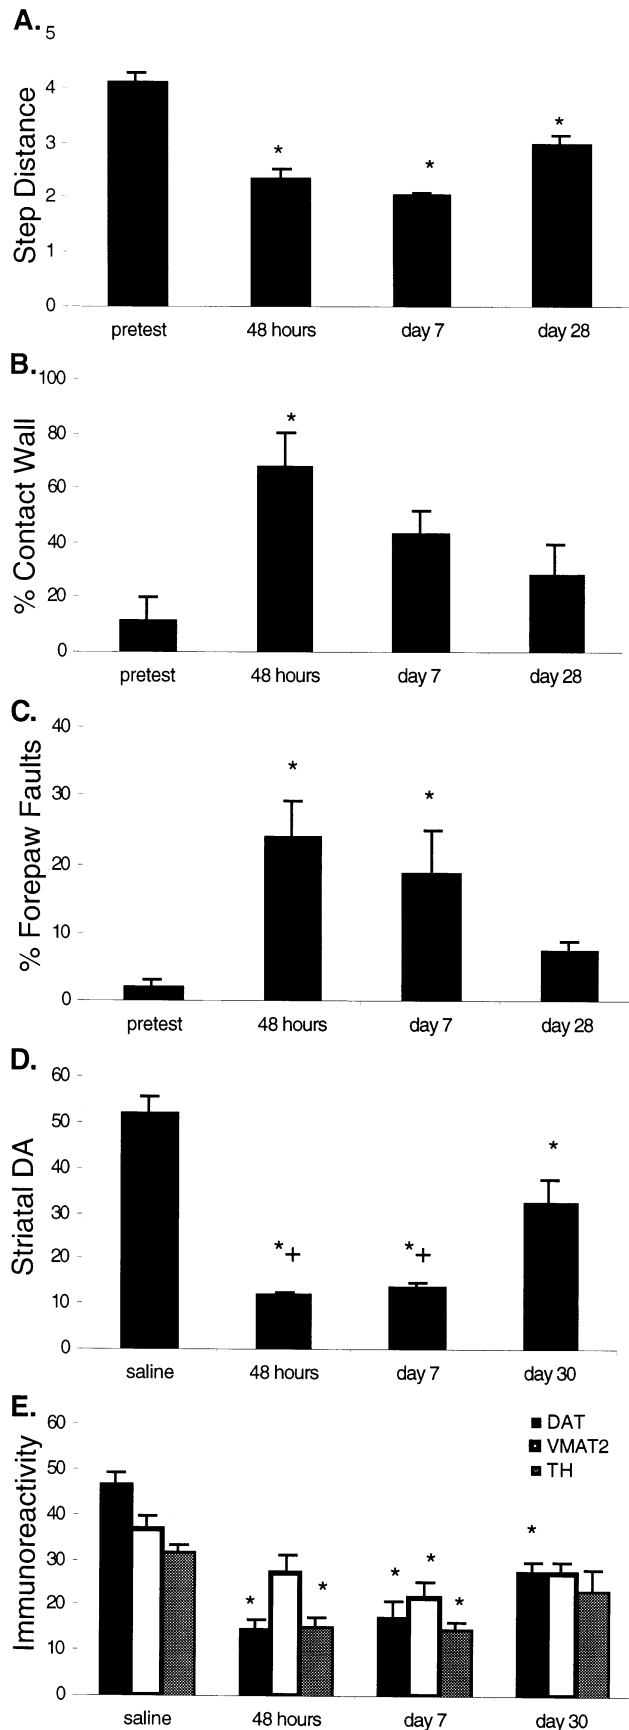 A.
5
4
3
2
1
0
Step Distance
*
*
*
pretest 48 hours day 7 day 28
B.
100
80
60
40
20
0
% Contact Wall
*
pretest 48 hours day 7 day 28
C.
40
30
20
10
0
% Forepaw Faults
*
*
pretest 48 hours day 7 day 28
D.
60
50
40
30
20
10
0
Striatal DA
*+
*+
*
saline 48 hours day 7 day 30
E.
60
50
40
30
20
10
0
Immunoreactivity
DAT
VMAT2
TH
*
*
*
*
*
*
saline 48 hours day 7 day 30